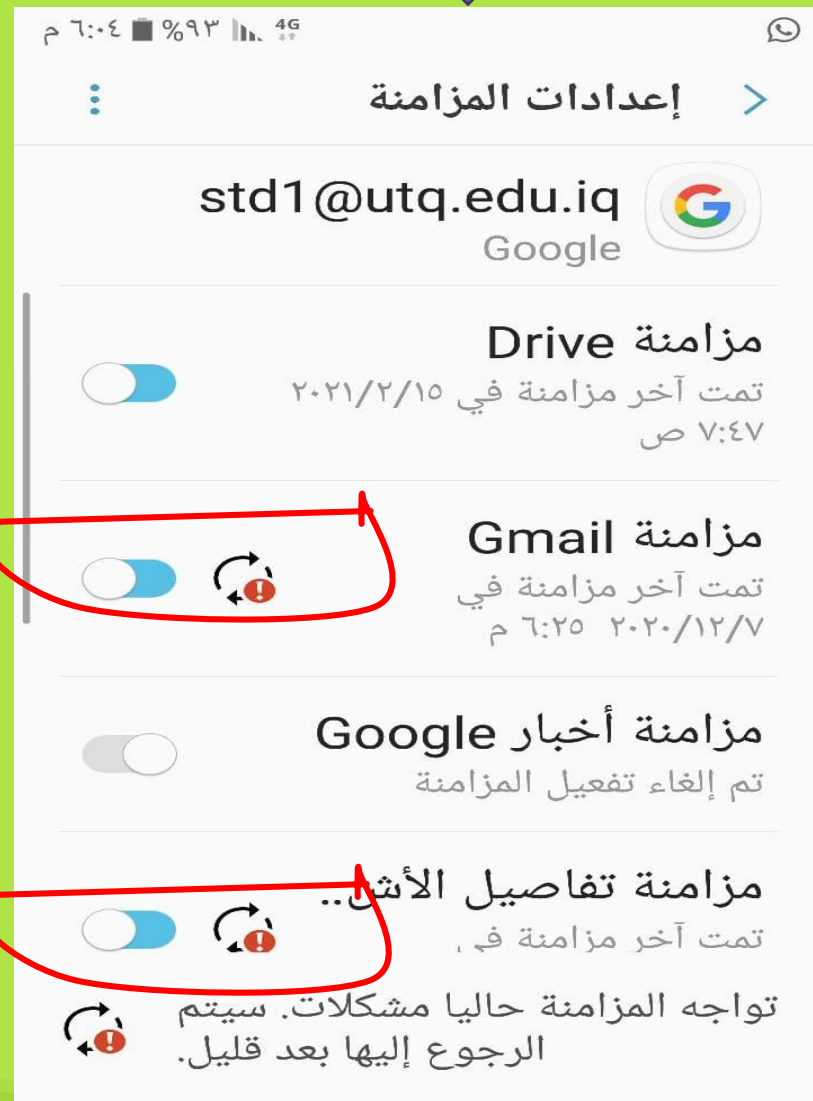 ٦:٠٤ م ٩٣% 4G
إعدادات المزامنة
std1@utq.edu.iq
Google
مزامنة Drive
تمت آخر مزامنة في ٢٠٢١/٢/١٥
٧:٤٧ ص
مزامنة Gmail
تمت آخر مزامنة في
٢٠٢٠/١٢/٧ ٦:٢٥ م
مزامنة أخبار Google
تم إلغاء تفعيل المزامنة
مزامنة تفاصيل الأش..
تمت آخر مزامنة في
تواجه المزامنة حاليا مشكلات. سيتم
الرجوع إليها بعد قليل.